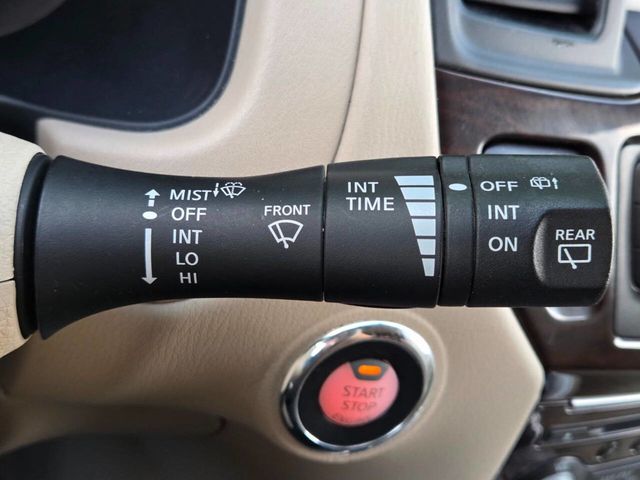 MIST
OFF
INT
LO
HI
FRONT
INT
TIME
OFF
INT
ON
REAR
START
STOP